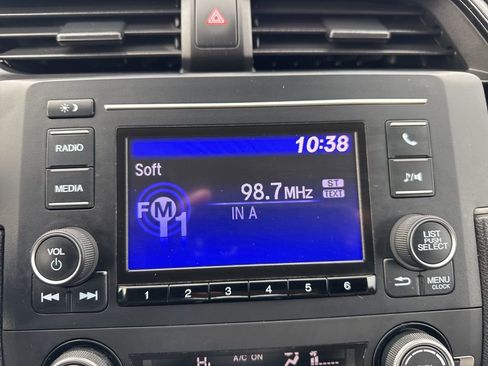 10:38
RADIO
Soft
MEDIA
98.7MHz
ST
TEXT
FM1
IN A
VOL
LIST
PUSH
SELECT
MENU
CLOCK
1 2 3 4 5 6
A/C ON